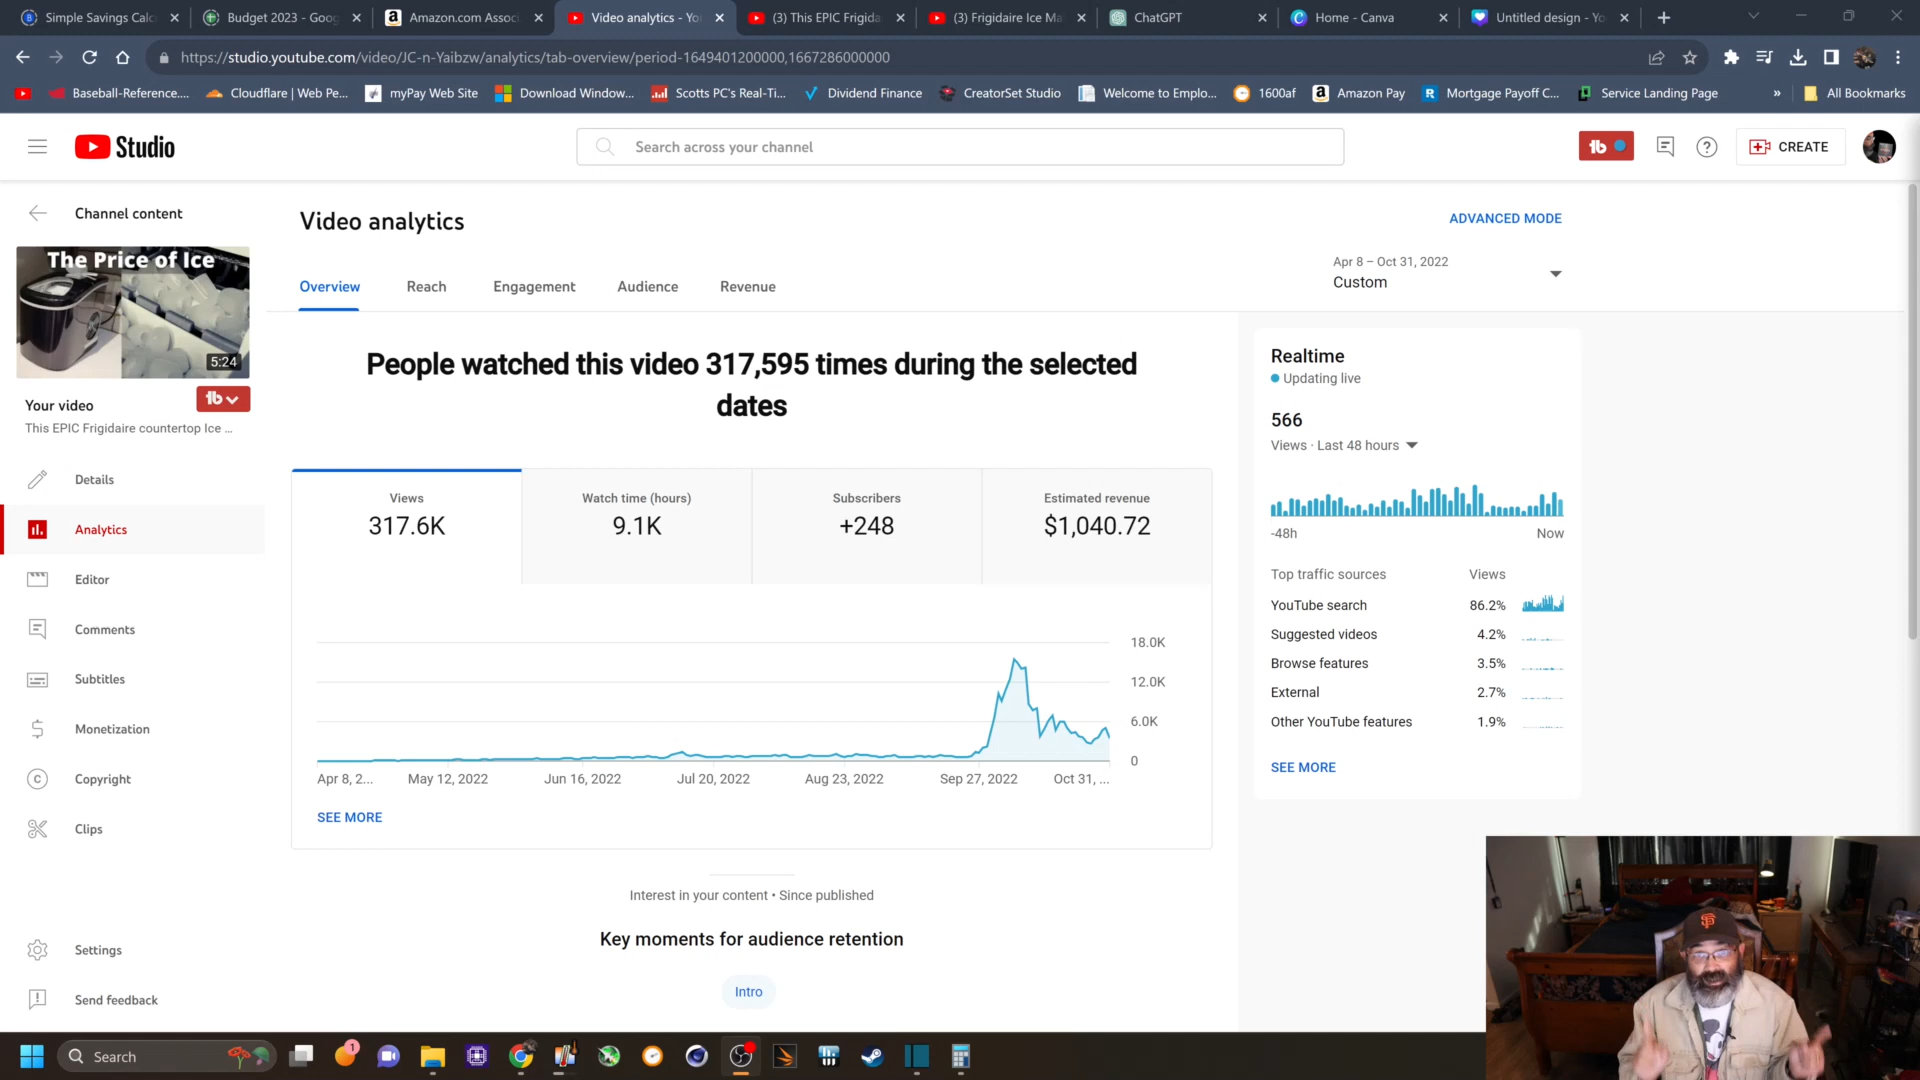 Simple Savings Calc
Budget 2023 - Goog
Amazon.com Associ
Video analytics - Yo
(3) This EPIC Frigida
(3) Frigidaire Ice Ma
ChatGPT
Home - Canva
Untitled design - Yo
https://studio.youtube.com/video/JC-n-Yaibzw/analytics/tab-overview/period-1649401200000,1667286000000
Baseball-Reference....
Cloudflare | Web Pe...
myPay Web Site
Download Window...
Scotts PC's Real-Ti...
Dividend Finance
CreatorSet Studio
Welcome to Emplo...
1600af
Amazon Pay
Mortgage Payoff C...
Service Landing Page
»
All Bookmarks
Studio
Search across your channel
tb
CREATE
Channel content
The Price of Ice
5:24
Your video
tb
This EPIC Frigidaire countertop Ice ...
Details
Analytics
Editor
Comments
Subtitles
Monetization
Copyright
Clips
Settings
Send feedback
Video analytics
ADVANCED MODE
Overview
Reach
Engagement
Audience
Revenue
Apr 8 – Oct 31, 2022
Custom
People watched this video 317,595 times during the selected
dates
Views
317.6K
Watch time (hours)
9.1K
Subscribers
+248
Estimated revenue
$1,040.72
18.0K
12.0K
6.0K
0
Apr 8, 2...
May 12, 2022
Jun 16, 2022
Jul 20, 2022
Aug 23, 2022
Sep 27, 2022
Oct 31, ...
SEE MORE
Interest in your content • Since published
Key moments for audience retention
Intro
Realtime
Updating live
566
Views · Last 48 hours
-48h
Now
Top traffic sources
Views
YouTube search
86.2%
Suggested videos
4.2%
Browse features
3.5%
External
2.7%
Other YouTube features
1.9%
SEE MORE
Search
1